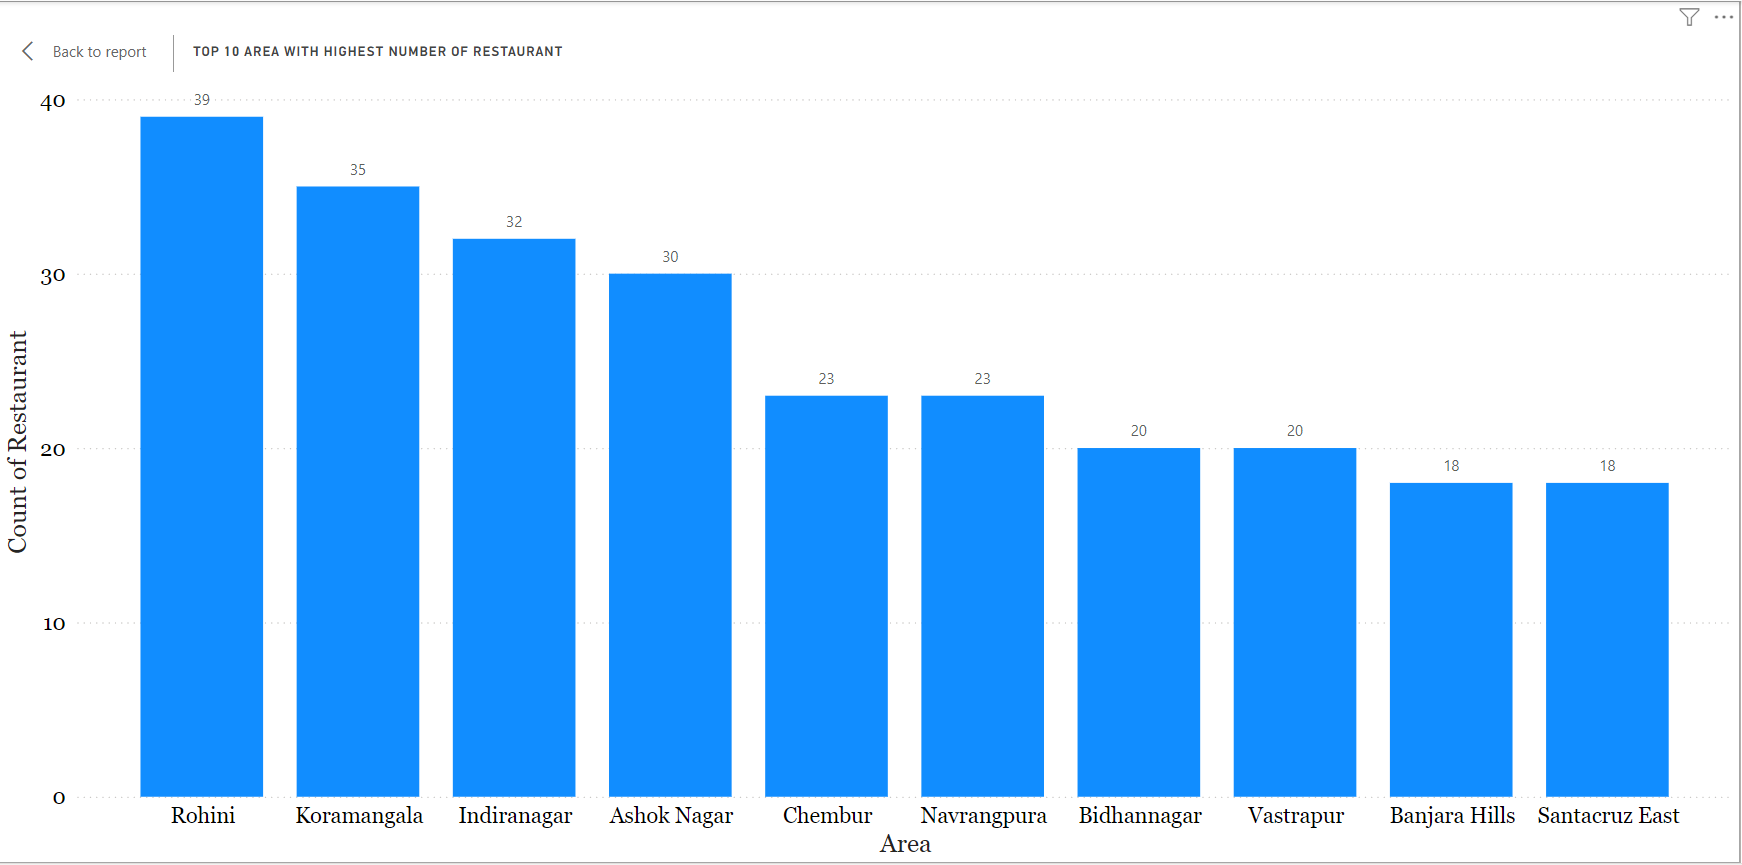 Back to report
TOP 10 AREA WITH HIGHEST NUMBER OF RESTAURANT
40
30
20
10
0
Count of Restaurant
39
35
32
30
23
23
20
20
18
18
Rohini
Koramangala
Indiranagar
Ashok Nagar
Chembur
Navrangpura
Bidhannagar
Vastrapur
Banjara Hills
Santacruz East
Area